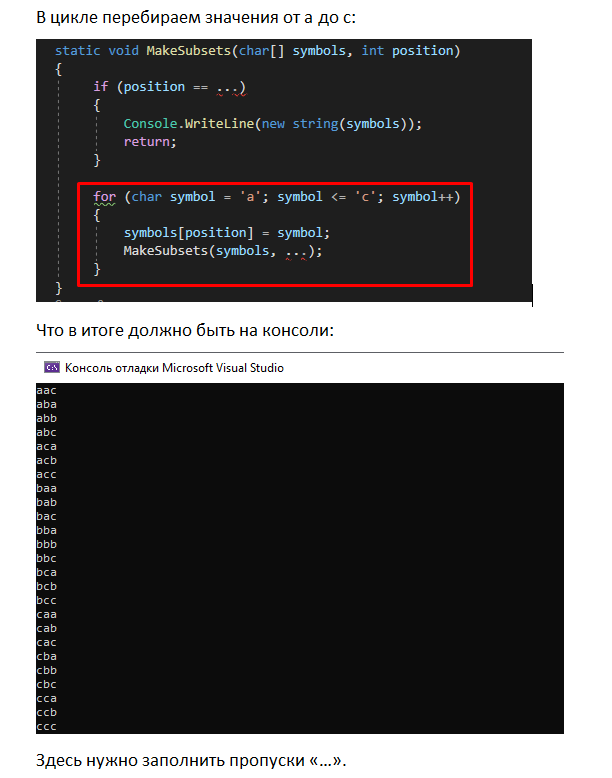 В цикле перебираем значения от a до c:
static void MakeSubsets(char[] symbols, int position)
{
if (position == ...)
{
Console.WriteLine(new string(symbols));
return;
}
for (char symbol = 'a'; symbol <= 'c'; symbol++)
{
symbols[position] = symbol;
MakeSubsets(symbols, ...);
}
}
Что в итоге должно быть на консоли:
C:\ Консоль отладки Microsoft Visual Studio
aac
aba
abb
abc
aca
acb
acc
baa
bab
bac
bba
bbb
bbc
bca
bcb
bcc
caa
cab
cac
cba
cbb
cbc
cca
ccb
ccc
Здесь нужно заполнить пропуски «…».